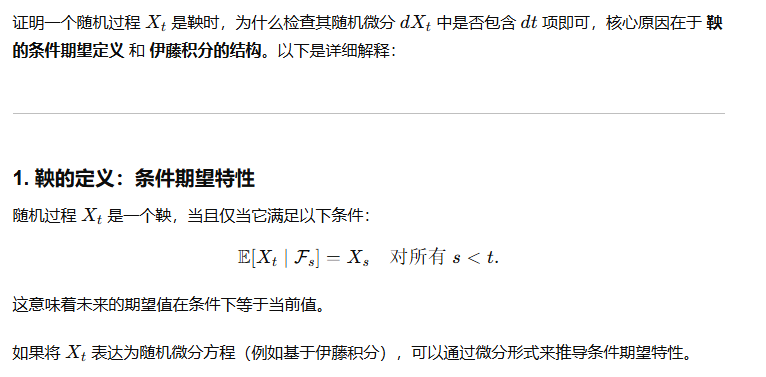 证明一个随机过程 $X_t$ 是鞅时，为什么检查其随机微分 $dX_t$ 中是否包含 $dt$ 项即可，核心原因在于 鞅
的条件期望定义 和 伊藤积分的结构。以下是详细解释：
1. 鞅的定义：条件期望特性
随机过程 $X_t$ 是一个鞅，当且仅当它满足以下条件：
$\mathbb{E}[X_t \mid \mathcal{F}_s] = X_s \quad \text{对所有 } s < t.$
这意味着未来的期望值在条件下等于当前值。
如果将 $X_t$ 表达为随机微分方程（例如基于伊藤积分），可以通过微分形式来推导条件期望特性。